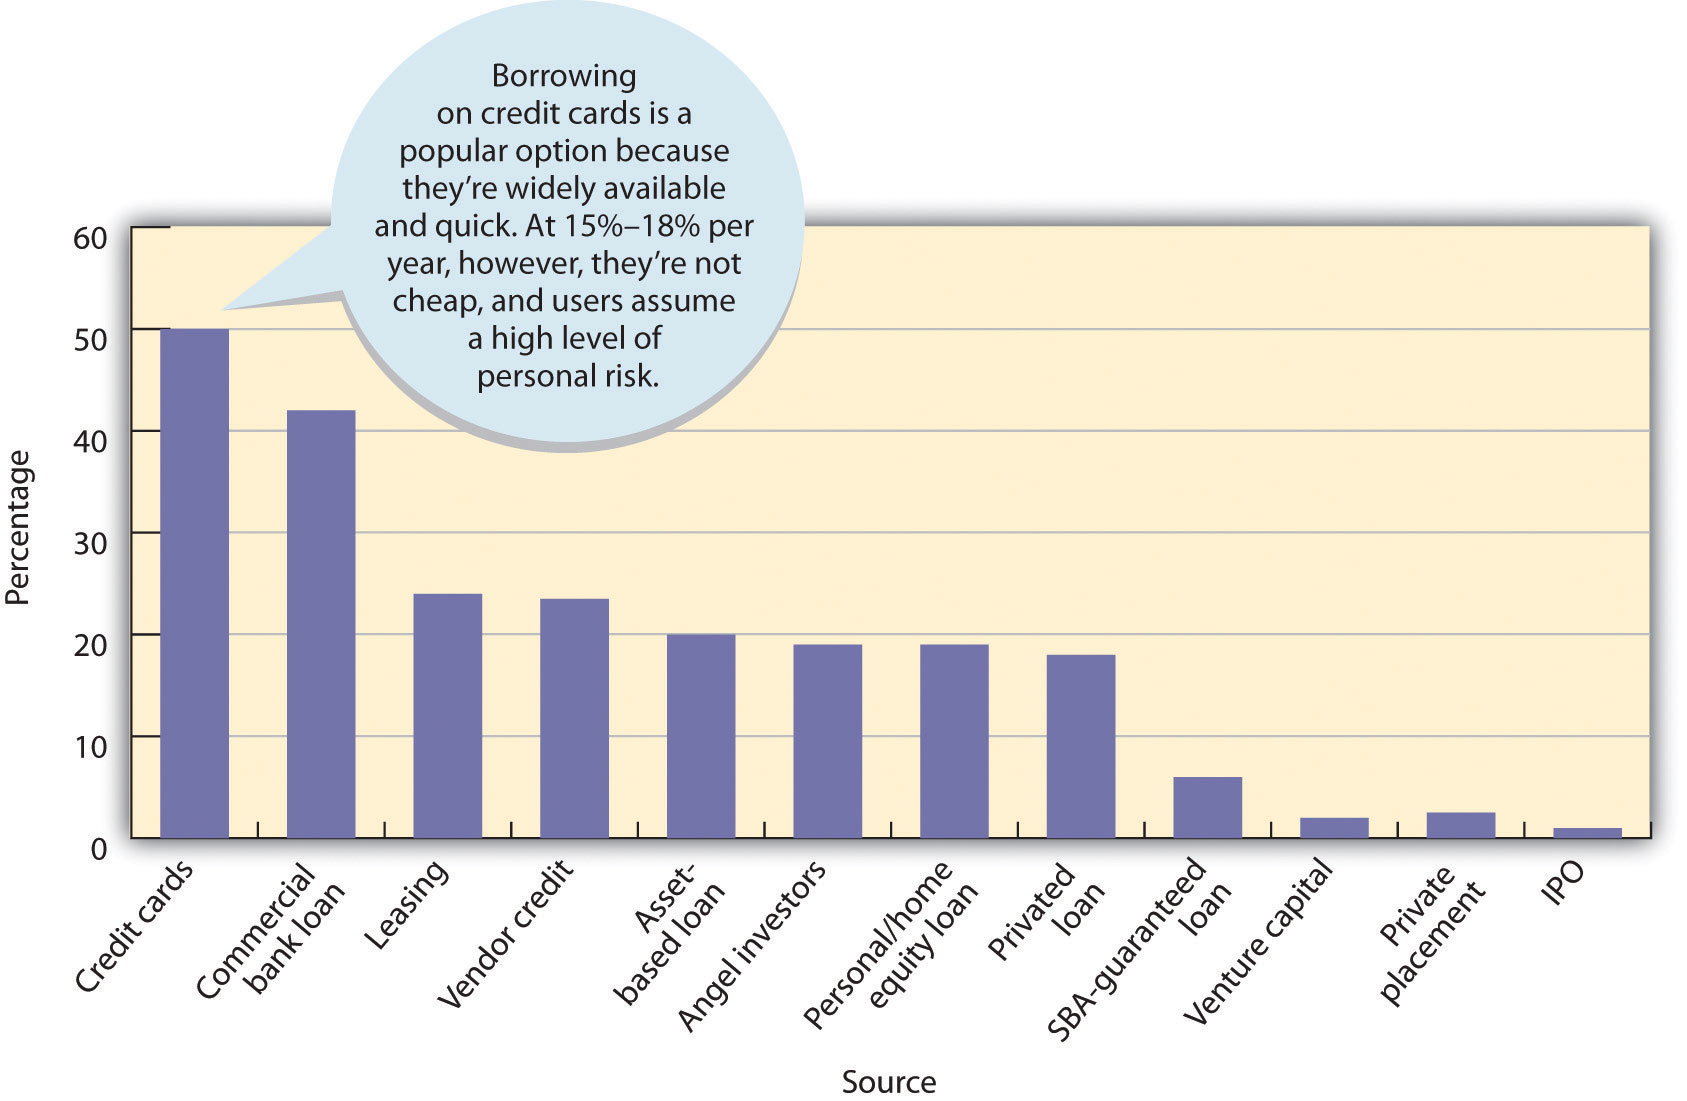 Borrowing
on credit cards is a
popular option because
they’re widely available
and quick. At 15%–18% per
year, however, they’re not
cheap, and users assume
a high level of
personal risk.
60
50
40
30
20
10
0
Percentage
Credit cards
Commercial
bank loan
Leasing
Vendor credit
Asset-
based loan
Angel investors
Personal/home
equity loan
Privated
loan
SBA-guaranteed
loan
Venture capital
Private
placement
IPO
Source